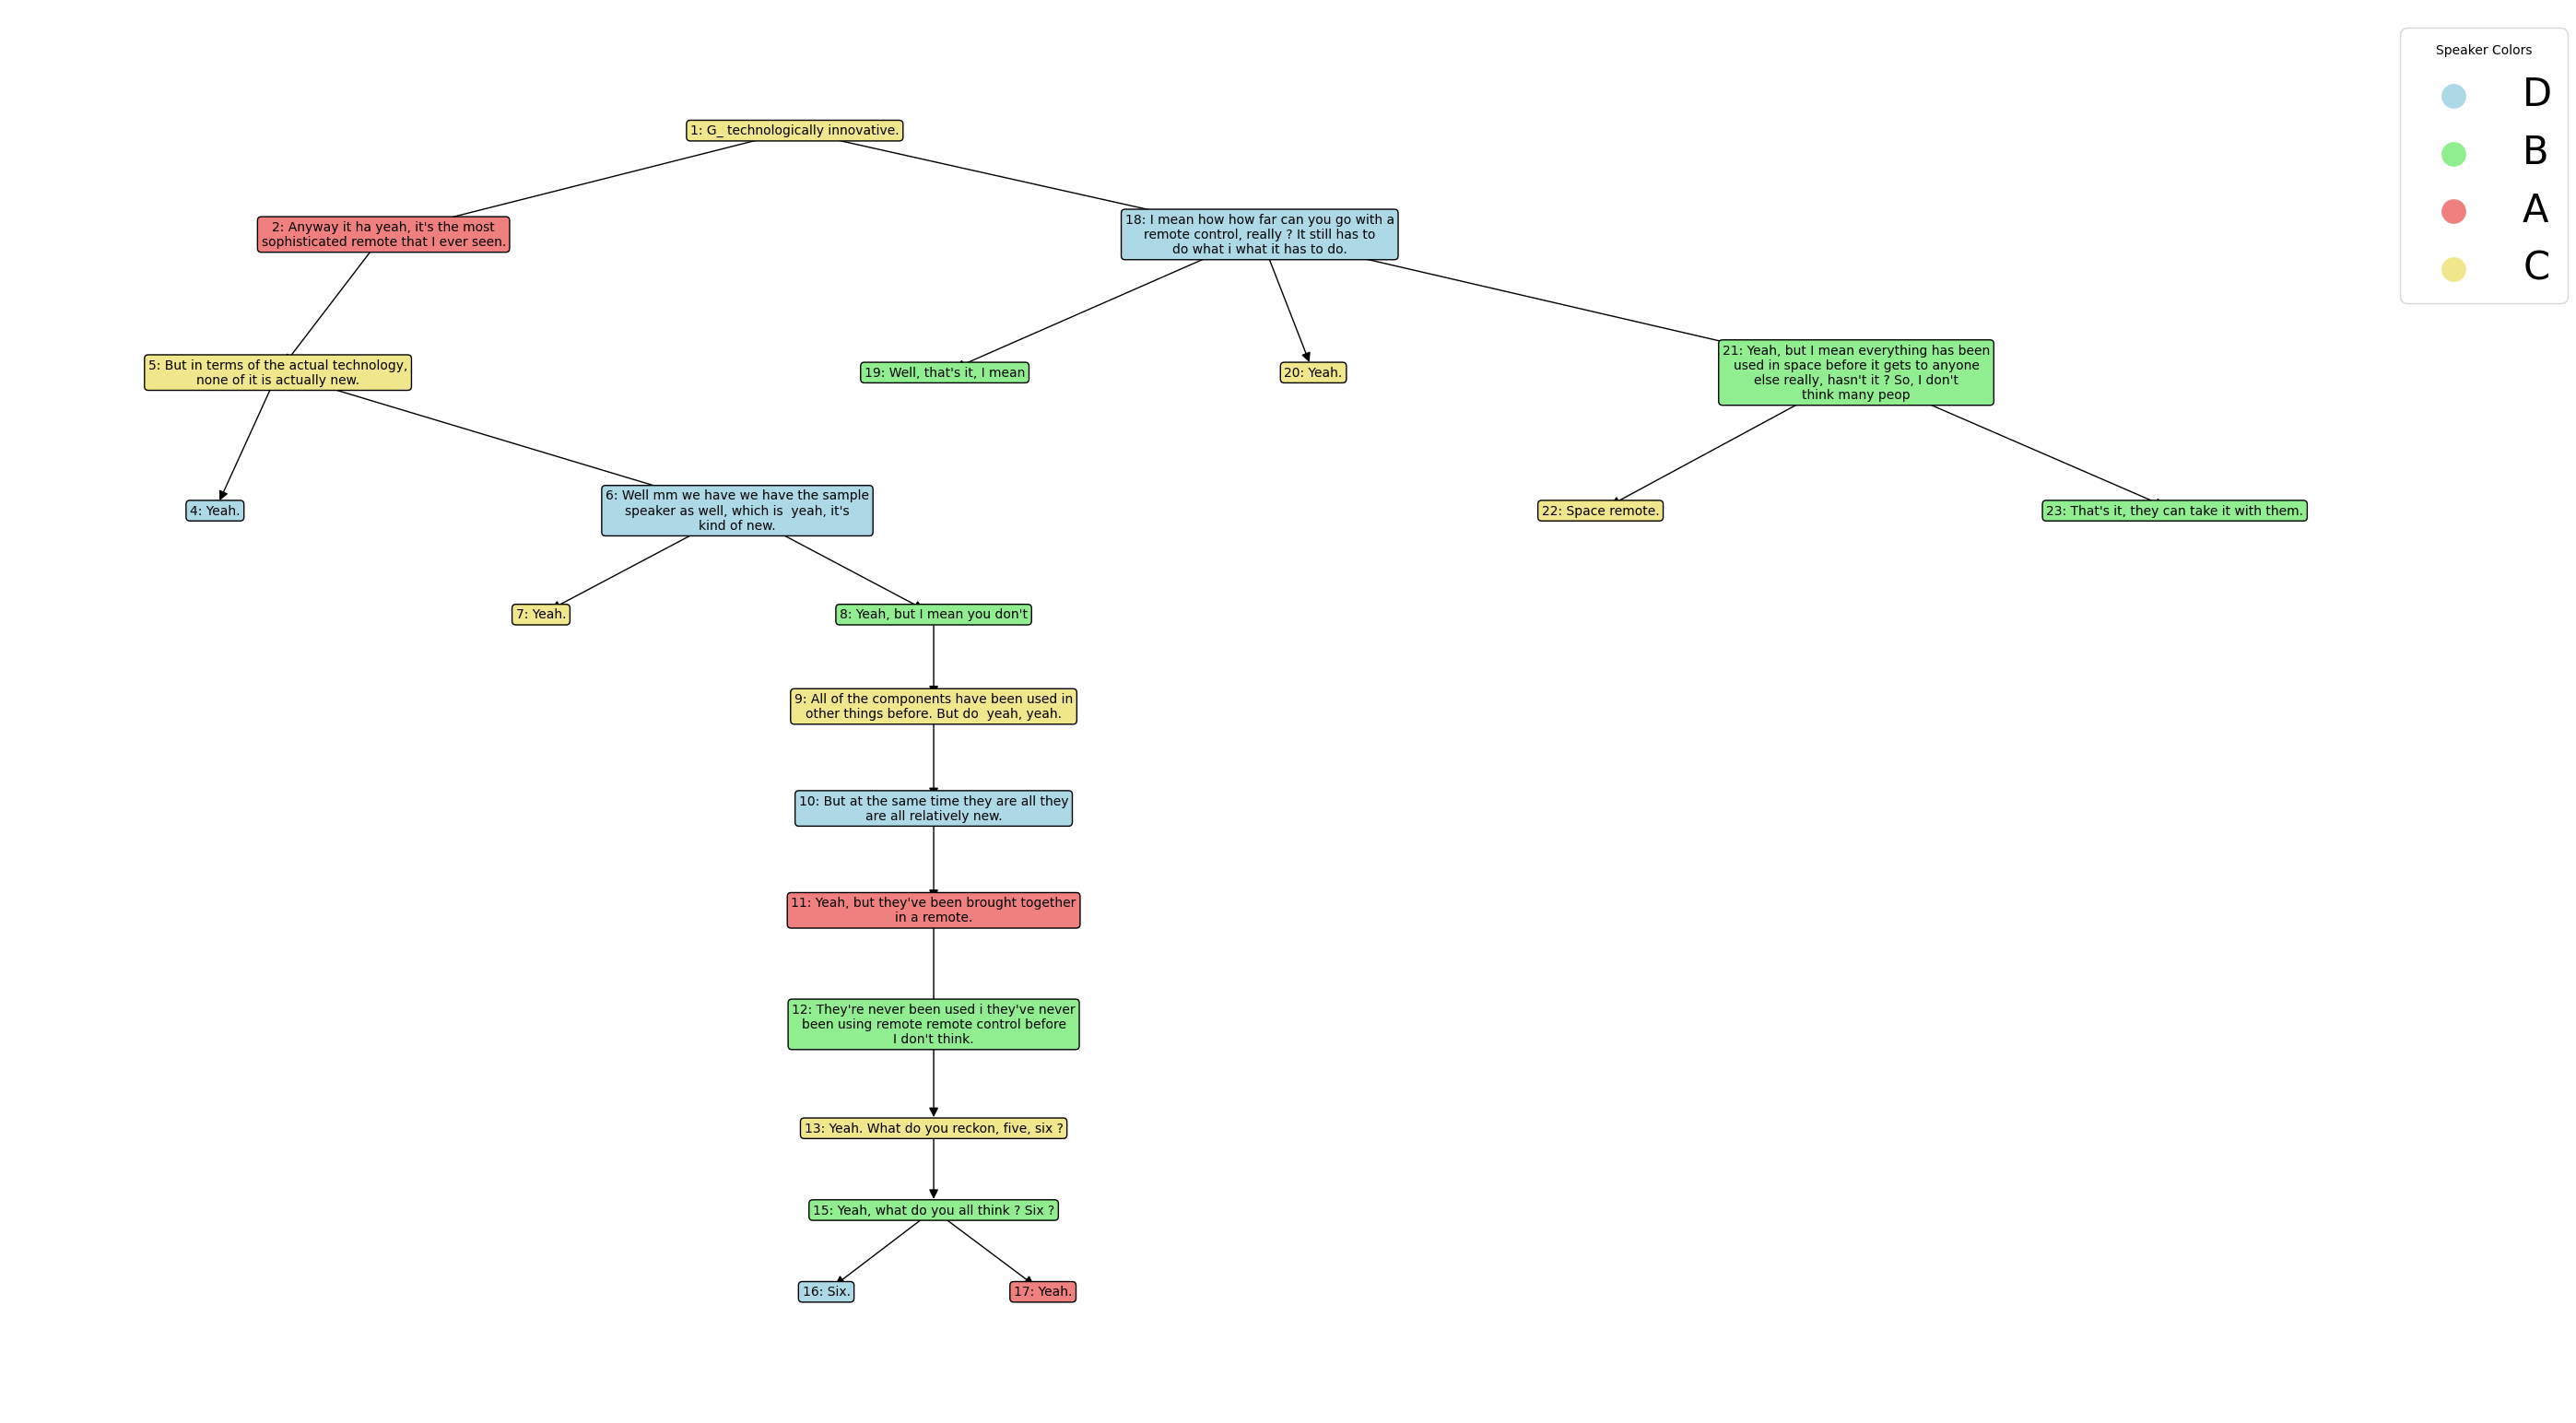 Speaker Colors
D
B
A
C
1: G_ technologically innovative.
2: Anyway it ha yeah, it's the most
sophisticated remote that I ever seen.
18: I mean how how far can you go with a
remote control, really ? It still has to
do what i what it has to do.
5: But in terms of the actual technology,
none of it is actually new.
19: Well, that's it, I mean
20: Yeah.
21: Yeah, but I mean everything has been
used in space before it gets to anyone
else really, hasn't it ? So, I don't
think many peop
4: Yeah.
6: Well mm we have we have the sample
speaker as well, which is  yeah, it's
kind of new.
22: Space remote.
23: That's it, they can take it with them.
7: Yeah.
8: Yeah, but I mean you don't
9: All of the components have been used in
other things before. But do  yeah, yeah.
10: But at the same time they are all they
are all relatively new.
11: Yeah, but they've been brought together
in a remote.
12: They're never been used i they've never
been using remote remote control before
I don't think.
13: Yeah. What do you reckon, five, six ?
15: Yeah, what do you all think ? Six ?
16: Six.
17: Yeah.